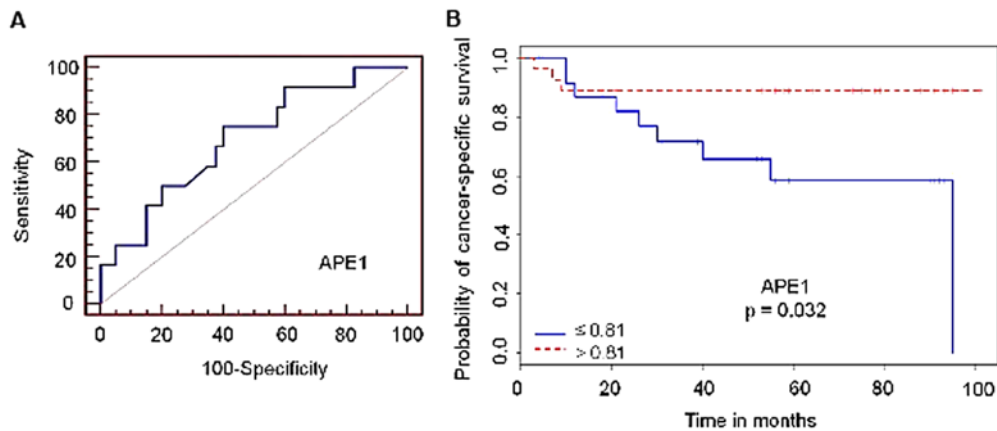 A
100
80
60
40
20
0
Sensitivity
APE1
0 20 40 60 80 100
100-Specificity
B
Probability of cancer-specific survival
1.0
0.8
0.6
0.4
0.2
0.0
APE1
p = 0.032
≤ 0.81
> 0.81
0 20 40 60 80 100
Time in months